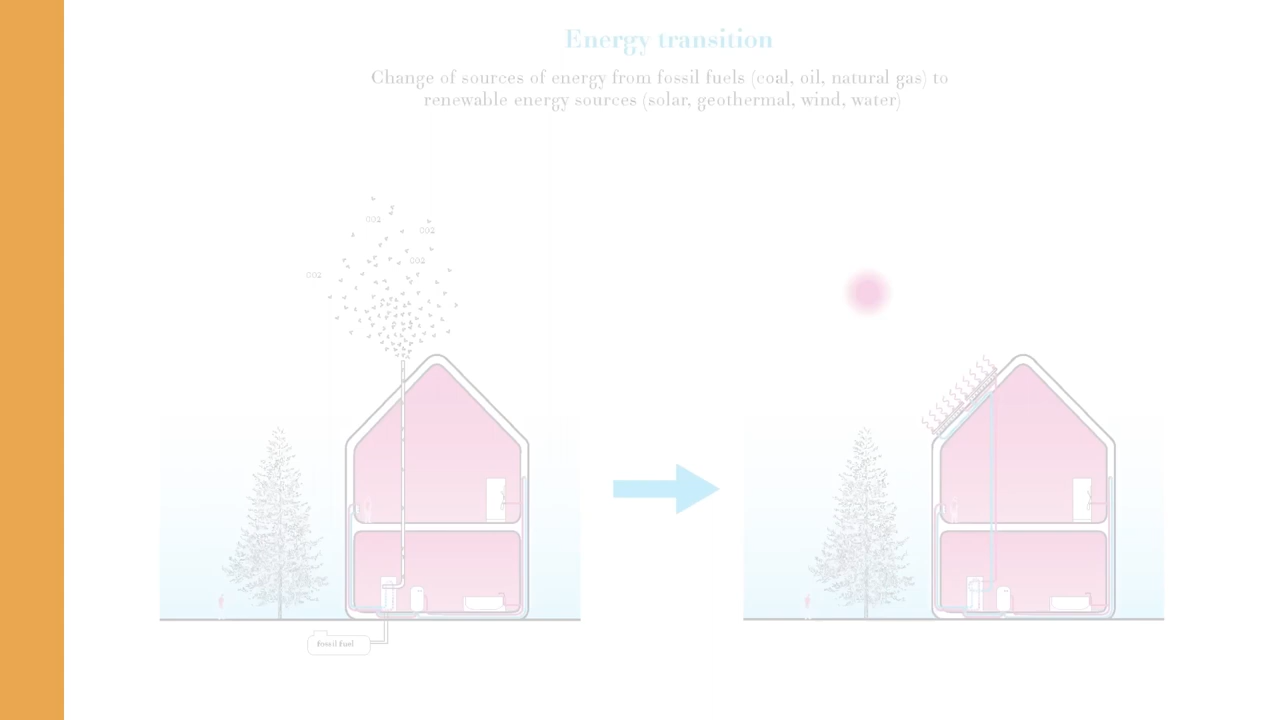 Energy transition
Change of sources of energy from fossil fuels (coal, oil, natural gas) to
renewable energy sources (solar, geothermal, wind, water)
CO2
CO2
CO2
CO2
fossil fuel